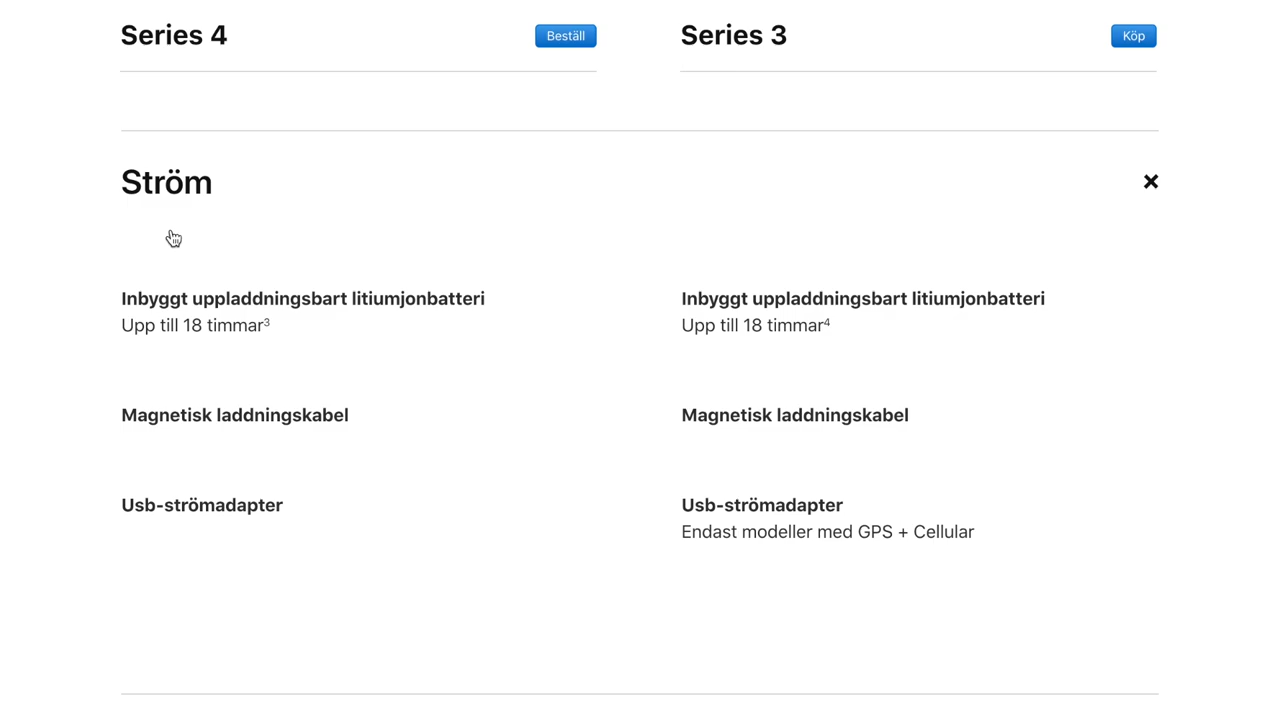 Series 4
Beställ
Series 3
Köp
Ström
Inbyggt uppladdningsbart litiumjonbatteri
Upp till 18 timmar³
Inbyggt uppladdningsbart litiumjonbatteri
Upp till 18 timmar⁴
Magnetisk laddningskabel
Magnetisk laddningskabel
Usb-strömadapter
Usb-strömadapter
Endast modeller med GPS + Cellular